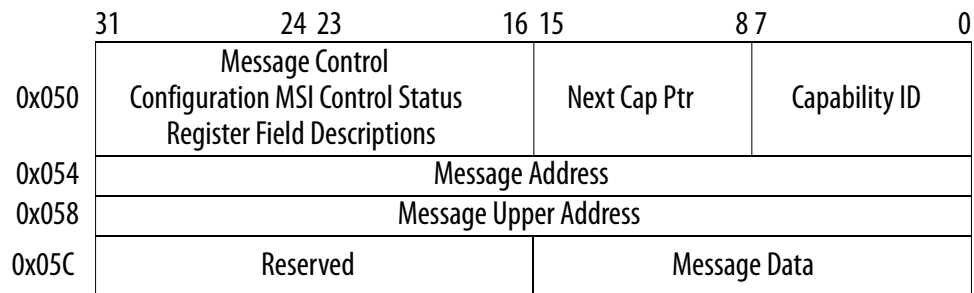 31 24 23 16 15 8 7 0
Message Control
0x050 Configuration MSI Control Status Next Cap Ptr Capability ID
Register Field Descriptions
0x054 Message Address
0x058 Message Upper Address
0x05C Reserved Message Data